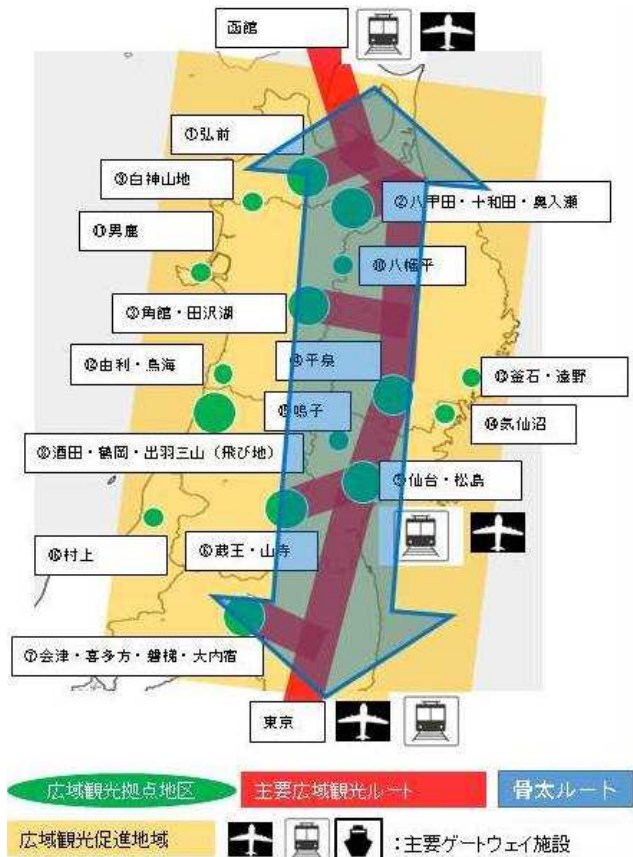 函館
①弘前
⑨白神山地
②八甲田・十和田・奥入瀬
⑪男鹿
⑩八幡平
③角館・田沢湖
④平泉
⑫由利・鳥海
⑬釜石・遠野
⑮鳴子
⑭気仙沼
⑧酒田・鶴岡・出羽三山（飛び地）
⑤仙台・松島
⑥蔵王・山寺
⑯村上
⑦会津・喜多方・磐梯・大内宿
東京
広域観光拠点地区
主要広域観光ルート
骨太ルート
広域観光促進地域
：主要ゲートウェイ施設